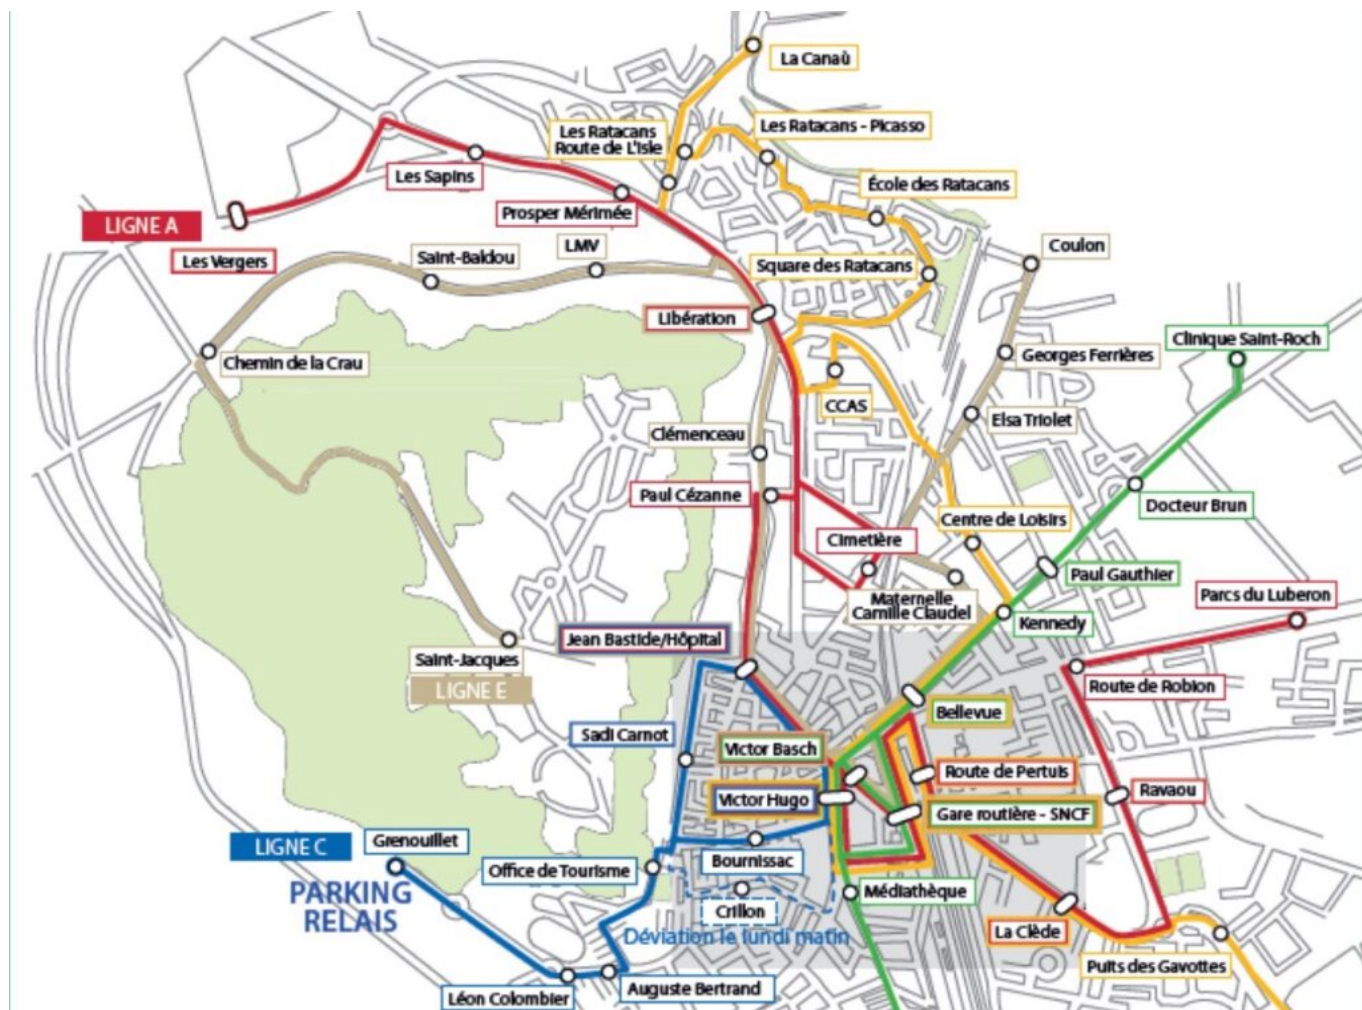 La Canaù
Les Ratacans
Route de L'Isle
Les Ratacans - Picasso
Les Sapins
École des Ratacans
Prosper Mérimée
LIGNE A
Les Vergers
Saint-Baldou
LMV
Coulon
Square des Ratacans
Libération
Clinique Saint-Roch
Chemin de la Crau
Georges Ferrières
CCAS
Elsa Triolet
Clémenceau
Paul Cézanne
Docteur Brun
Centre de Loisirs
Cimetière
Paul Gauthier
Maternelle
Camille Claudel
Parcs du Luberon
Kennedy
Jean Bastide/Hôpital
Saint-Jacques
LIGNE E
Route de Robion
Bellevue
Sadi Carnot
Victor Basch
Route de Pertuis
Ravaou
Victor Hugo
Gare routière - SNCF
LIGNE C
Grenouillet
PARKING
RELAIS
Office de Tourisme
Bournissac
Médiathèque
Crillon
Déviation le lundi matin
La Clède
Puits des Gavottes
Léon Colombier
Auguste Bertrand